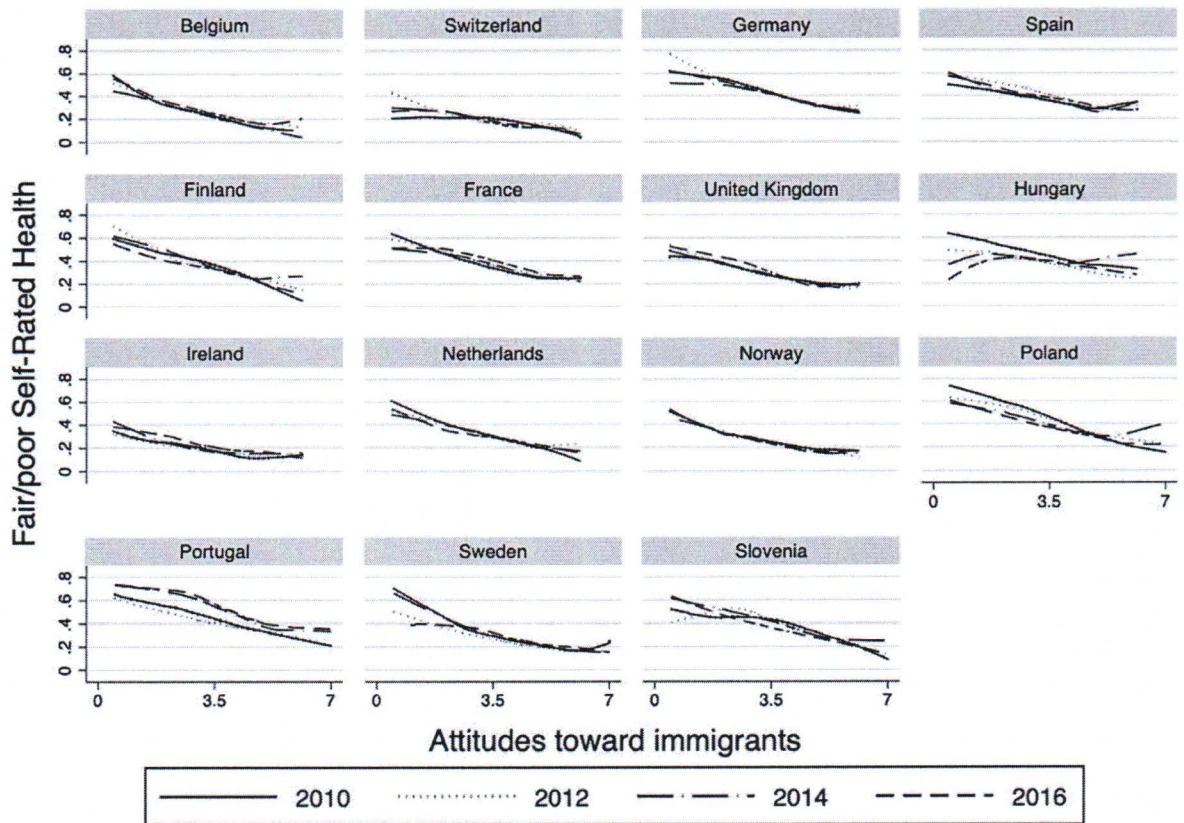 Belgium
Switzerland
Germany
Spain
.8
.6
.4
.2
0
Finland
France
United Kingdom
Hungary
.8
.6
.4
.2
0
Ireland
Netherlands
Norway
Poland
.8
.6
.4
.2
0
0
3.5
7
Portugal
Sweden
Slovenia
.8
.6
.4
.2
0
0
3.5
7
0
3.5
7
0
3.5
7
Fair/poor Self-Rated Health
Attitudes toward immigrants
2010
2012
2014
2016